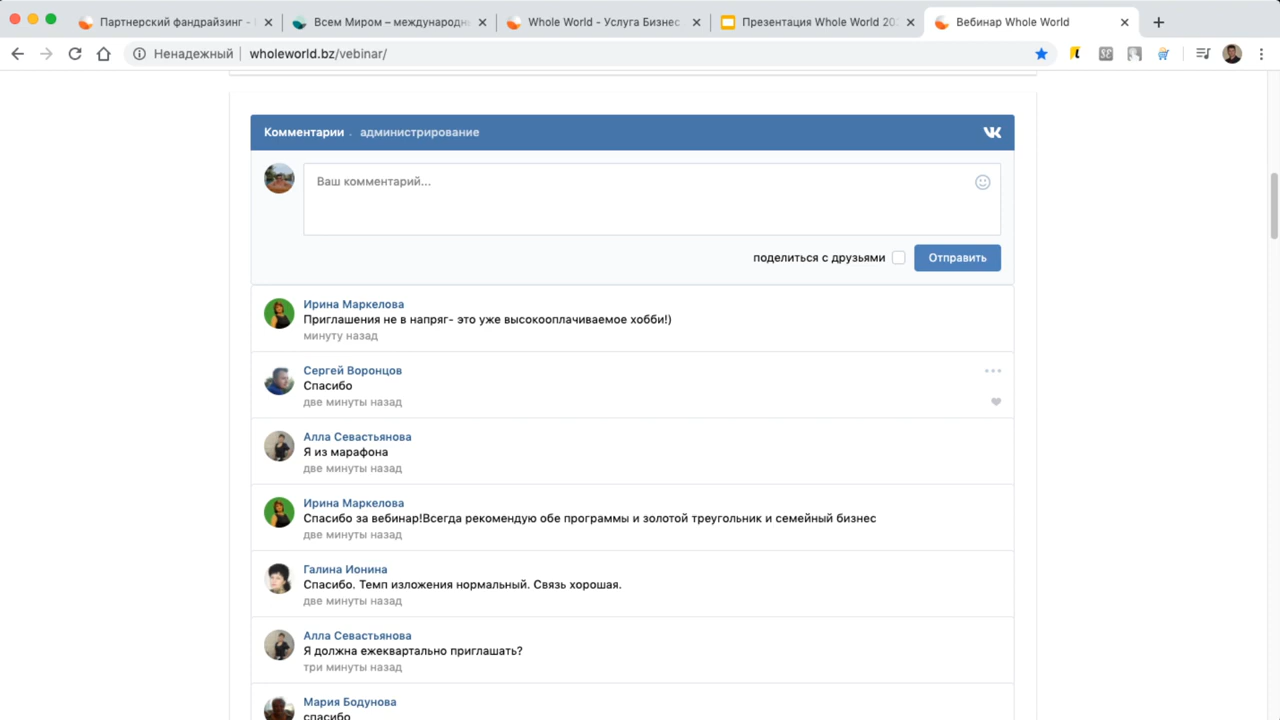 Партнерский фандрайзинг -
Всем Миром – международн
Whole World - Услуга Бизнес
Презентация Whole World 20
Вебинар Whole World
Ненадежный
wholeworld.bz/vebinar/
Комментарии . администрирование
Ваш комментарий...
поделиться с друзьями
Отправить
Ирина Маркелова
Приглашения не в напряг- это уже высокооплачиваемое хобби!)
минуту назад
Сергей Воронцов
Спасибо
две минуты назад
Алла Севастьянова
Я из марафона
две минуты назад
Ирина Маркелова
Спасибо за вебинар!Всегда рекомендую обе программы и золотой треугольник и семейный бизнес
две минуты назад
Галина Ионина
Спасибо. Темп изложения нормальный. Связь хорошая.
две минуты назад
Алла Севастьянова
Я должна ежеквартально приглашать?
три минуты назад
Мария Бодунова
спасибо